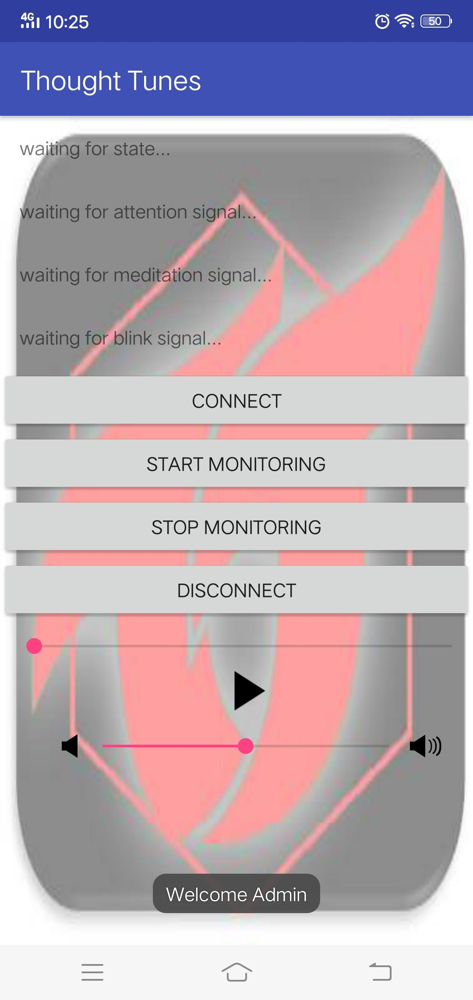 4G 10:25 50
Thought Tunes
waiting for state...
waiting for attention signal...
waiting for meditation signal...
waiting for blink signal...
CONNECT
START MONITORING
STOP MONITORING
DISCONNECT
Welcome Admin